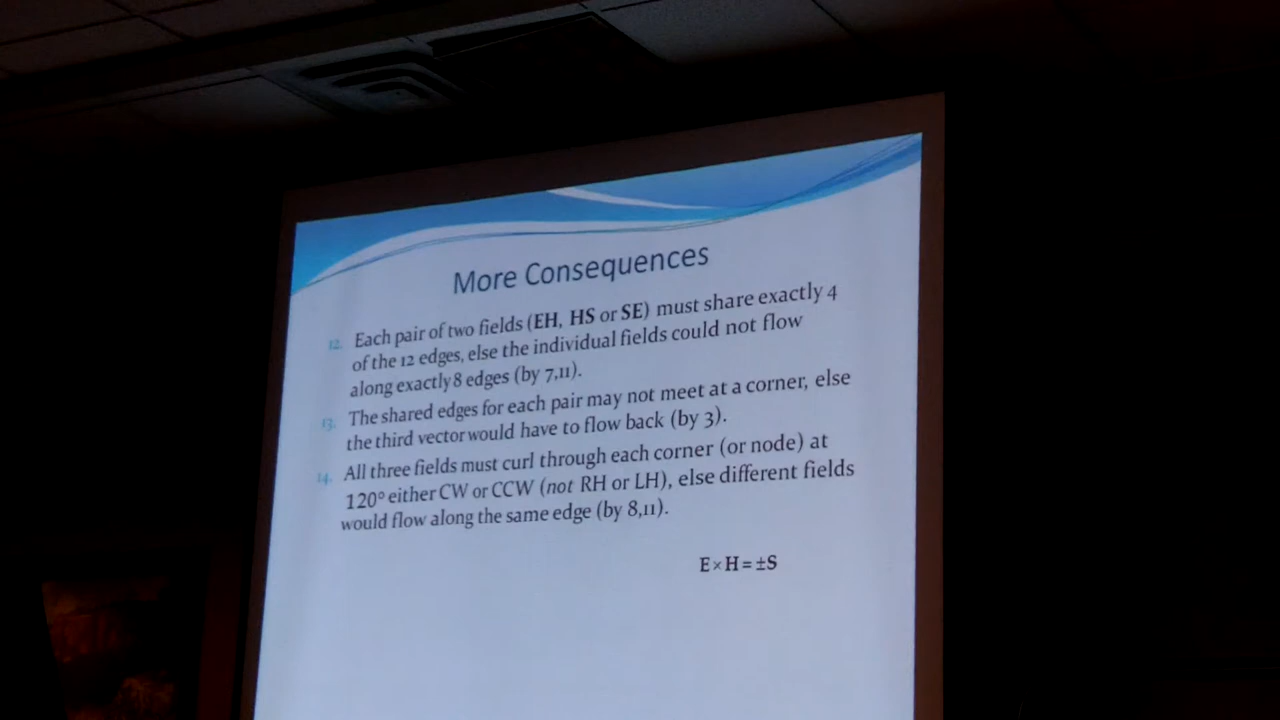 More Consequences
12. Each pair of two fields (EH, HS or SE) must share exactly 4
of the 12 edges, else the individual fields could not flow
along exactly 8 edges (by 7,11).
13. The shared edges for each pair may not meet at a corner, else
the third vector would have to flow back (by 3).
14. All three fields must curl through each corner (or node) at
120° either CW or CCW (not RH or LH), else different fields
would flow along the same edge (by 8,11).
E×H=±S